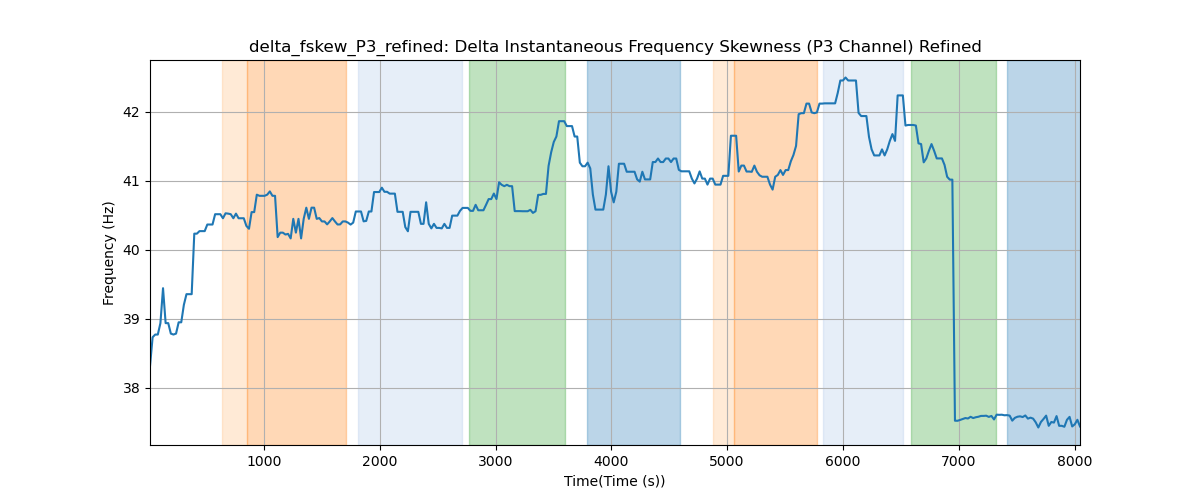 delta_fskew_P3_refined: Delta Instantaneous Frequency Skewness (P3 Channel) Refined
Frequency (Hz)
42
41
40
39
38
1000 2000 3000 4000 5000 6000 7000 8000
Time(Time (s))